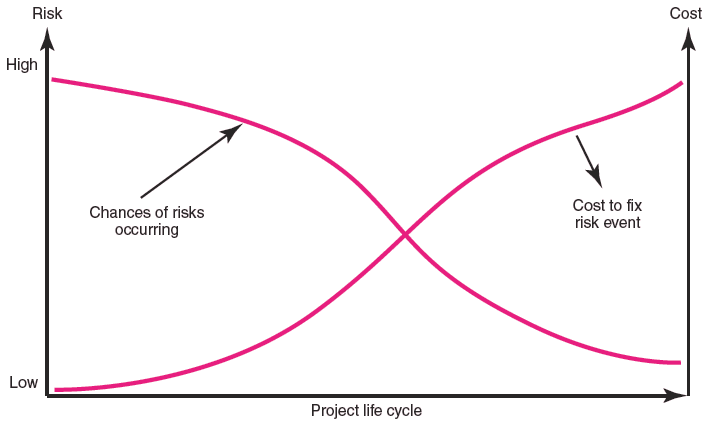 Risk
Cost
High
Chances of risks
occurring
Cost to fix
risk event
Low
Project life cycle